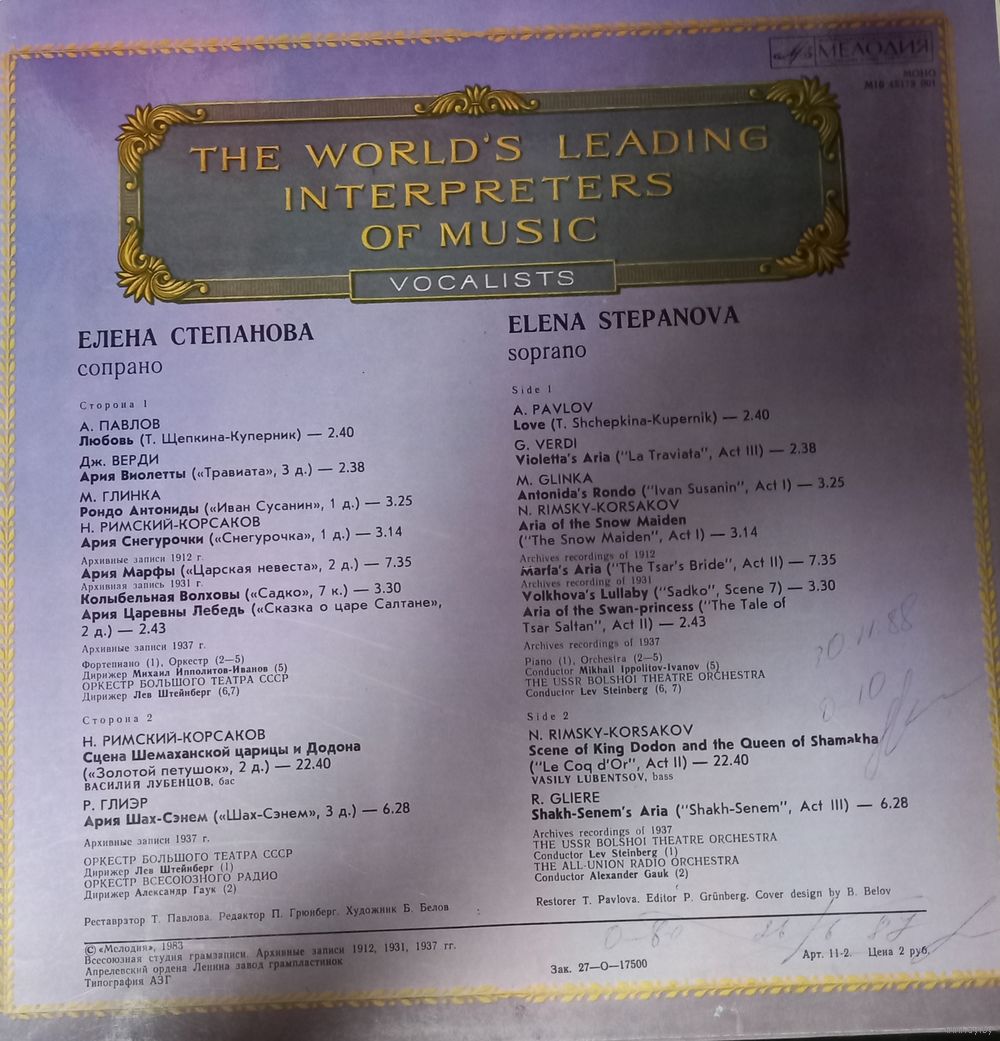 МЕЛОДИЯ
МОНО
THE WORLD'S LEADING
INTERPRETERS
OF MUSIC
VOCALISTS
ЕЛЕНА СТЕПАНОВА
сопрано
Сторона 1
А. ПАВЛОВ
Любовь (Т. Щепкина-Куперник) — 2.40
Дж. ВЕРДИ
Ария Виолетты («Травиата», 3 д.) — 2.38
М. ГЛИНКА
Рондо Антониды («Иван Сусанин», 1 д.) — 3.25
Н. РИМСКИЙ-КОРСАКОВ
Ария Снегурочки («Снегурочка», 1 д.) — 3.14
Архивные записи 1912 г.
Ария Марфы («Царская невеста», 2 д.) — 7.35
Архивная запись 1931 г.
Колыбельная Волховы («Садко», 7 к.) — 3.30
Ария Царевны Лебедь («Сказка о царе Салтане»,
2 д.) — 2.43
Архивные записи 1937 г.
Фортепиано (1), Оркестр (2—5)
Дирижер Михаил Ипполитов-Иванов (5)
ОРКЕСТР БОЛЬШОГО ТЕАТРА СССР
Дирижер Лев Штейнберг (6,7)
Сторона 2
Н. РИМСКИЙ-КОРСАКОВ
Сцена Шемаханской царицы и Додона
(«Золотой петушок», 2 д.) — 22.40
ВАСИЛИЙ ЛУБЕНЦОВ, бас
Р. ГЛИЭР
Ария Шах-Сэнем («Шах-Сэнем», 3 д.) — 6.28
Архивные записи 1937 г.
ОРКЕСТР БОЛЬШОГО ТЕАТРА СССР
Дирижер Лев Штейнберг (1)
ОРКЕСТР ВСЕСОЮЗНОГО РАДИО
Дирижер Александр Гаук (2)
Реставратор Т. Павлова. Редактор П. Грюнберг. Художник Б. Белов
ELENA STEPANOVA
soprano
Side 1
A. PAVLOV
Love (T. Shchepkina-Kupernik) — 2.40
G. VERDI
Violetta's Aria ("La Traviata", Act III) — 2.38
M. GLINKA
Antonida's Rondo ("Ivan Susanin", Act I) — 3.25
N. RIMSKY-KORSAKOV
Aria of the Snow Maiden
("The Snow Maiden", Act I) — 3.14
Archives recordings of 1912
Marfa's Aria ("The Tsar's Bride", Act II) — 7.35
Archives recording of 1931
Volkhova's Lullaby ("Sadko", Scene 7) — 3.30
Aria of the Swan-princess ("The Tale of
Tsar Saltan", Act II) — 2.43
Archives recordings of 1937
Piano (1), Orchestra (2—5)
Conductor Mikhail Ippolitov-Ivanov (5)
THE USSR BOLSHOI THEATRE ORCHESTRA
Conductor Lev Steinberg (6, 7)
Side 2
N. RIMSKY-KORSAKOV
Scene of King Dodon and the Queen of Shamakha
("Le Coq d'Or", Act II) — 22.40
VASILY LUBENTSOV, bass
R. GLIERE
Shakh-Senem's Aria ("Shakh-Senem", Act III) — 6.28
Archives recordings of 1937
THE USSR BOLSHOI THEATRE ORCHESTRA
Conductor Lev Steinberg (1)
THE ALL-UNION RADIO ORCHESTRA
Conductor Alexander Gauk (2)
Restorer T. Pavlova. Editor P. Grünberg. Cover design by B. Belov
© «Мелодия», 1983
Всесоюзная студия грамзаписи. Архивные записи 1912, 1931, 1937 гг.
Апрелевский ордена Ленина завод грампластинок
Типография АЗГ
Зак. 27—О—17500
Арт. 11-2. Цена 2 руб.